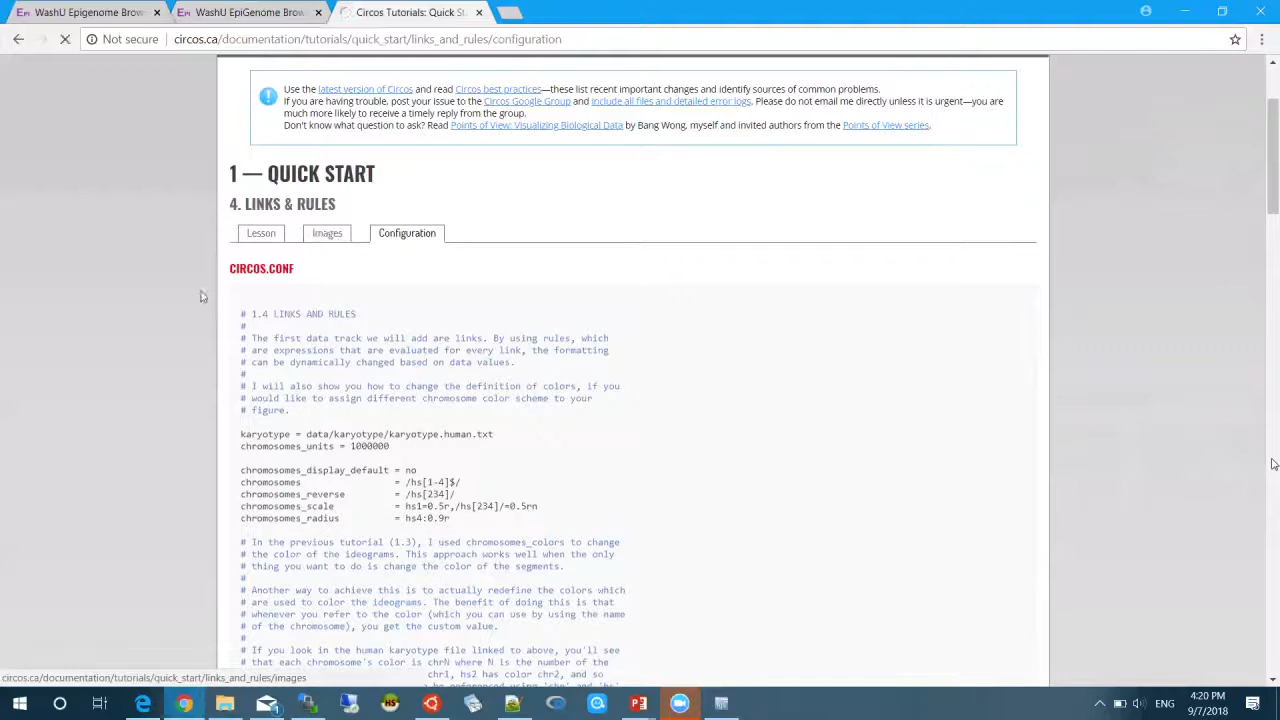 WashU Epigenome Brow
WashU Epigenome Brow
Circos Tutorials: Quick St
Not secure
circos.ca/documentation/tutorials/quick_start/links_and_rules/configuration
Use the latest version of Circos and read Circos best practices—these list recent important changes and identify sources of common problems.
If you are having trouble, post your issue to the Circos Google Group and include all files and detailed error logs. Please do not email me directly unless it is urgent—you are
much more likely to receive a timely reply from the group.
Don't know what question to ask? Read Points of View: Visualizing Biological Data by Bang Wong, myself and invited authors from the Points of View series.
1 — QUICK START
4. LINKS & RULES
Lesson
Images
Configuration
CIRCOS.CONF
# 1.4 LINKS AND RULES
#
# The first data track we will add are links. By using rules, which
# are expressions that are evaluated for every link, the formatting
# can be dynamically changed based on data values.
#
# I will also show you how to change the definition of colors, if you
# would like to assign different chromosome color scheme to your
# figure.
karyotype = data/karyotype/karyotype.human.txt
chromosomes_units = 1000000
chromosomes_display_default = no
chromosomes = /hs[1-4]$/
chromosomes_reverse = /hs[234]/
chromosomes_scale = hs1=0.5r,/hs[234]/=0.5rn
chromosomes_radius = hs4:0.9r
# In the previous tutorial (1.3), I used chromosomes_colors to change
# the color of the ideograms. This approach works well when the only
# thing you want to do is change the color of the segments.
#
# Another way to achieve this is to actually redefine the colors which
# are used to color the ideograms. The benefit of doing this is that
# whenever you refer to the color (which you can use by using the name
# of the chromosome), you get the custom value.
#
# If you look in the human karyotype file linked to above, you'll see
# that each chromosome's color is chrN where N is the number of the
chr1, hs2 has color chr2, and so
circos.ca/documentation/tutorials/quick_start/links_and_rules/images
ENG
4:20 PM
9/7/2018